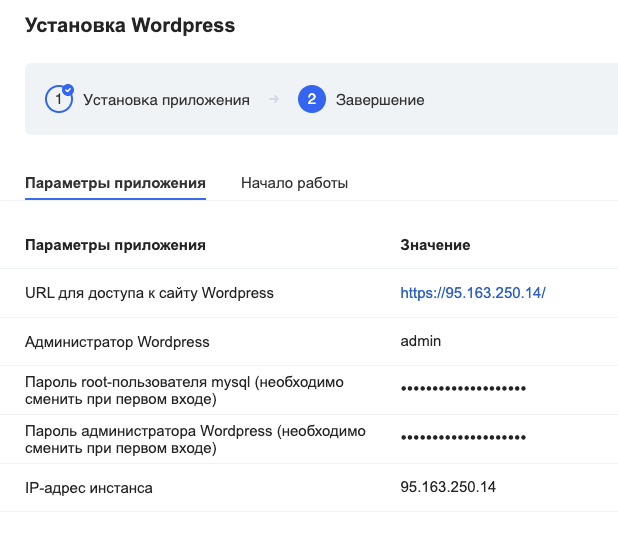 Установка Wordpress
1 Установка приложения → 2 Завершение
Параметры приложения Начало работы
Параметры приложения Значение
URL для доступа к сайту Wordpress https://95.163.250.14/
Администратор Wordpress admin
Пароль root-пользователя mysql (необходимо
сменить при первом входе) ••••••••••••••••••••
Пароль администратора Wordpress (необходимо
сменить при первом входе) ••••••••••••••••••••
IP-адрес инстанса 95.163.250.14